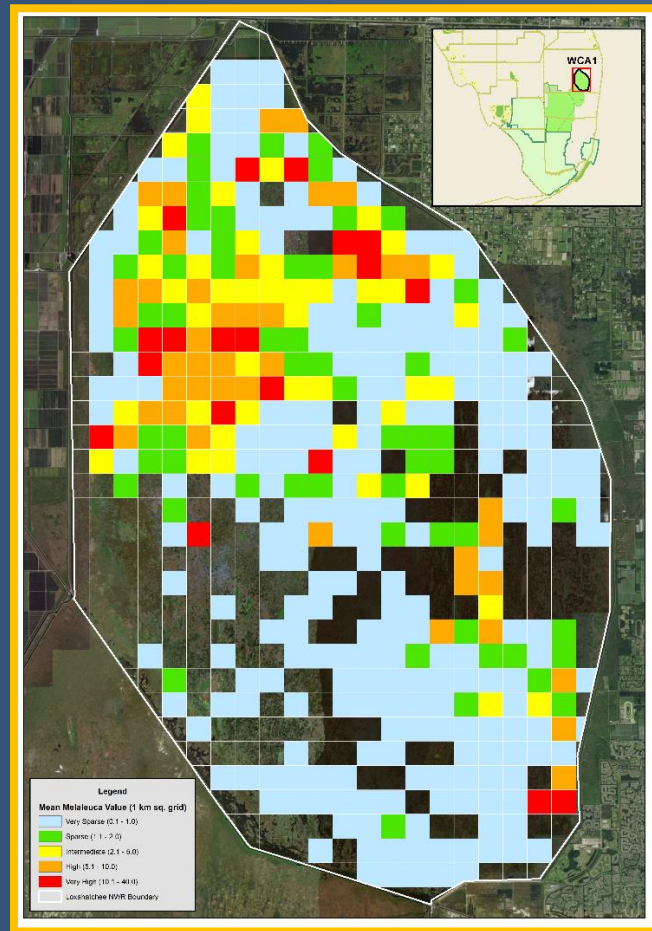 WCA1
Legend
Mean Melaleuca Value (1 km sq. grid)
Very Sparse (0.1 - 1.0)
Sparse (1.1 - 2.0)
Intermediate (2.1 - 5.0)
High (5.1 - 10.0)
Very High (10.1 - 40.0)
Loxahatchee NWR Boundary